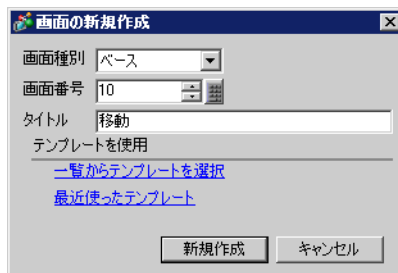 画面の新規作成
画面種別 ベース
画面番号 10
タイトル 移動
テンプレートを使用
一覧からテンプレートを選択
最近使ったテンプレート
新規作成 キャンセル